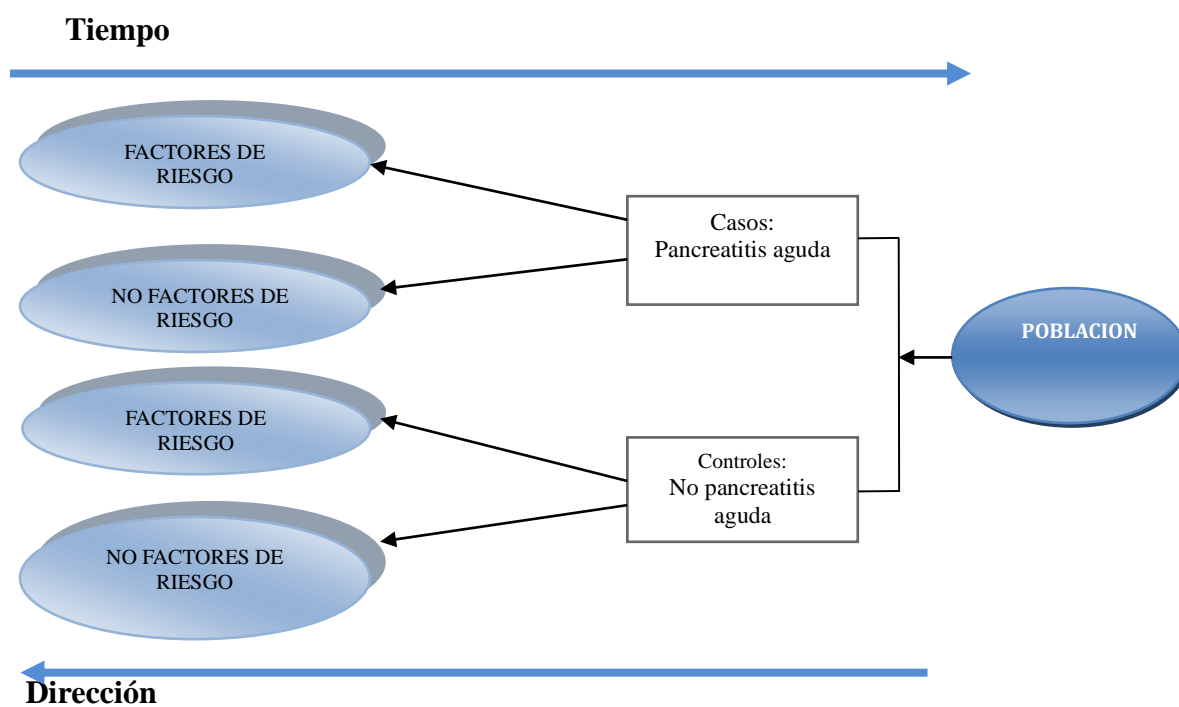 Tiempo
FACTORES DE
RIESGO
Casos:
Pancreatitis aguda
NO FACTORES DE
RIESGO
POBLACION
FACTORES DE
RIESGO
Controles:
No pancreatitis
aguda
NO FACTORES DE
RIESGO
Dirección